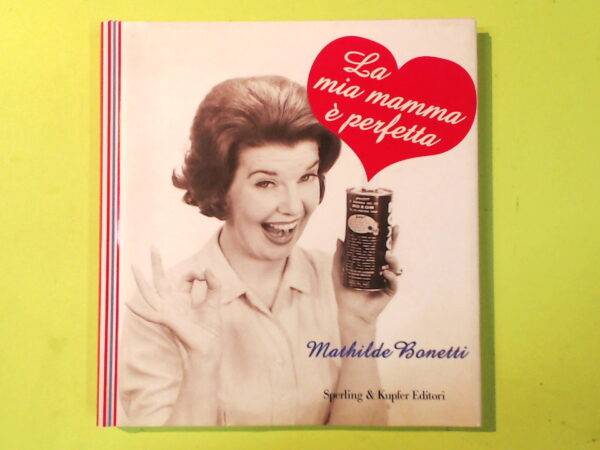 La
mia mamma
è perfetta
Mathilde Bonetti
Sperling & Kupfer Editori